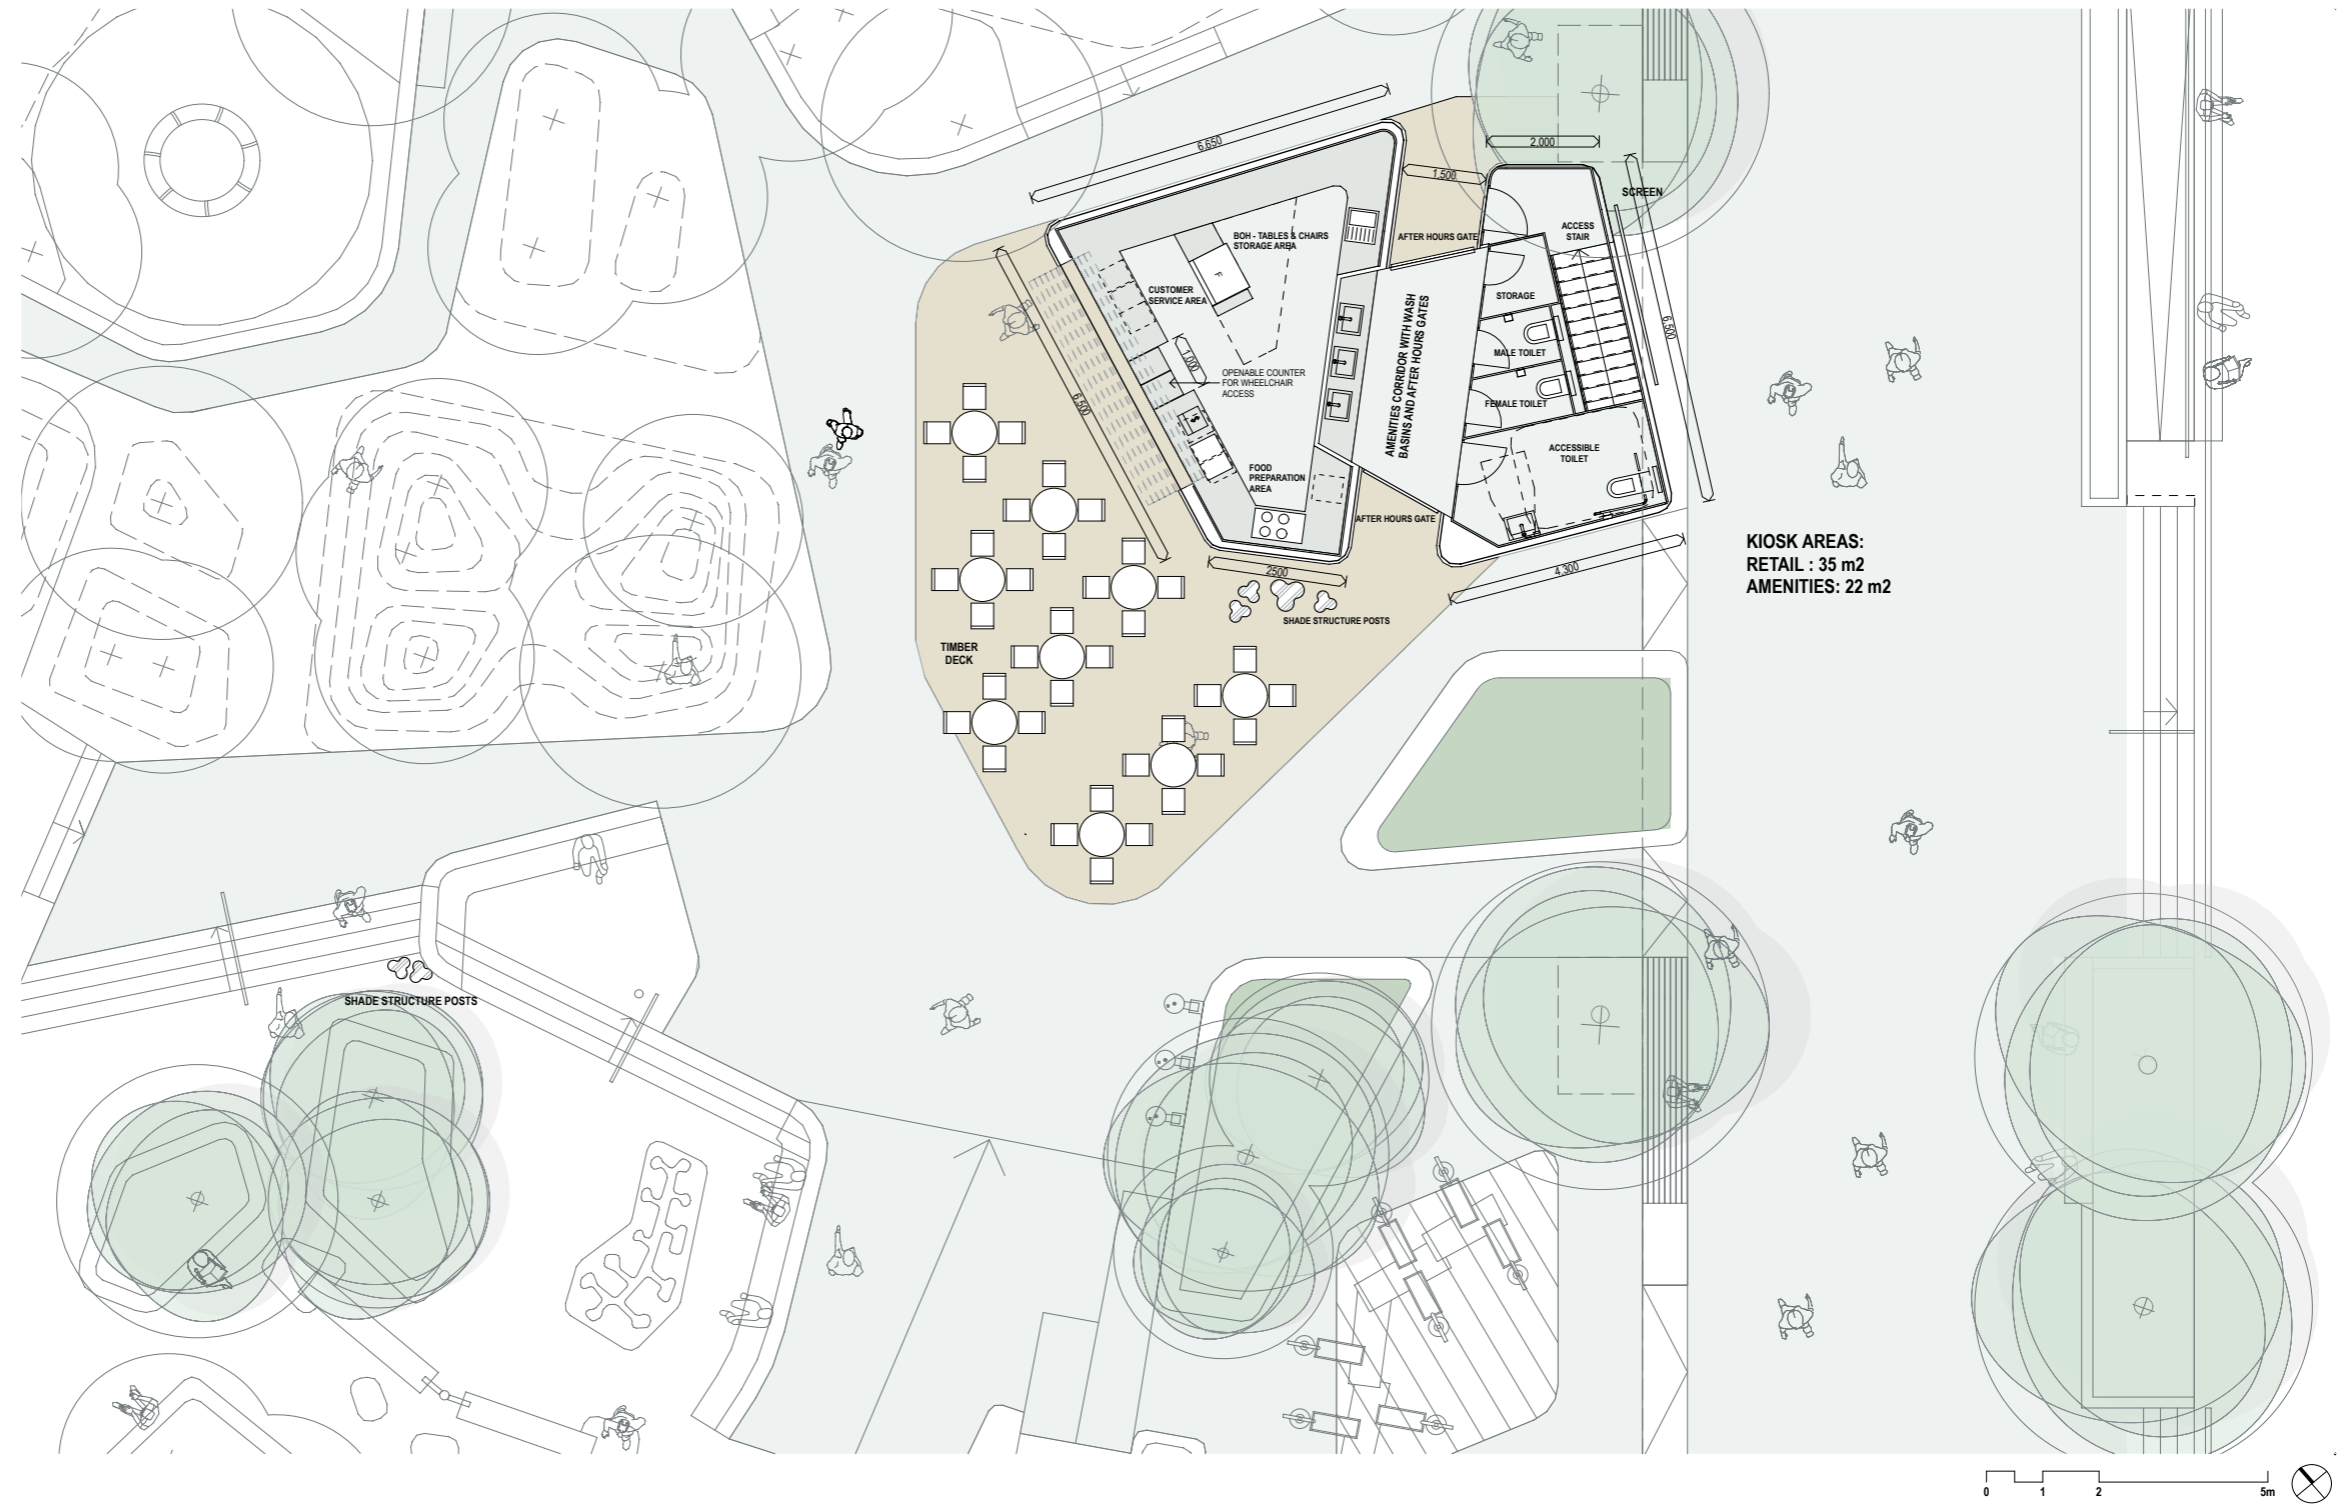 6,650
2,000
1,500
SCREEN
ACCESS
STAIR
AFTER HOURS GATE
BOH - TABLES & CHAIRS
STORAGE AREA
F
CUSTOMER
SERVICE AREA
STORAGE
6,500
1,000
MALE TOILET
OPENABLE COUNTER
FOR WHEELCHAIR
ACCESS
6,500
AMENITIES CORRIDOR WITH WASH
BASINS AND AFTER HOURS GATES
FEMALE TOILET
$
ACCESSIBLE
TOILET
FOOD
PREPARATION
AREA
AFTER HOURS GATE
KIOSK AREAS:
RETAIL : 35 m2
AMENITIES: 22 m2
2500
4,300
SHADE STRUCTURE POSTS
TIMBER
DECK
SHADE STRUCTURE POSTS
0 1 2 5m